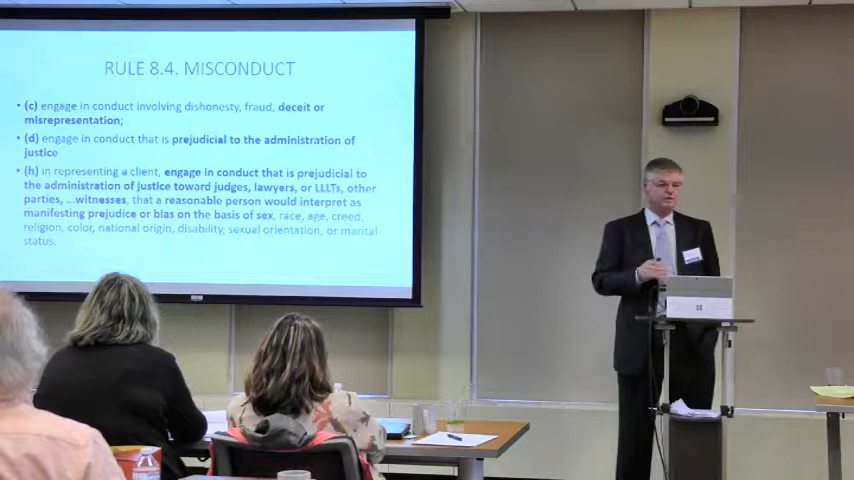 RULE 8.4. MISCONDUCT
• (c) engage in conduct involving dishonesty, fraud, deceit or
misrepresentation;
• (d) engage in conduct that is prejudicial to the administration of
justice
• (h) in representing a client, engage in conduct that is prejudicial to
the administration of justice toward judges, lawyers, or LLLTs, other
parties, ...witnesses, that a reasonable person would interpret as
manifesting prejudice or bias on the basis of sex, race, age, creed,
religion, color, national origin, disability, sexual orientation, or marital
status.